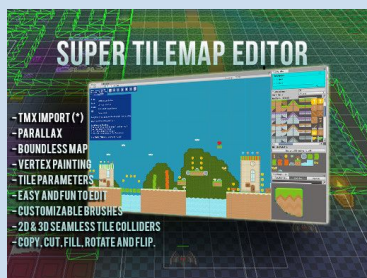 SUPER TILEMAP EDITOR
- TMX IMPORT (*)
- PARALLAX
- BOUNDLESS MAP
- VERTEX PAINTING
- TILE PARAMETERS
- EASY AND FUN TO EDIT
- CUSTOMIZABLE BRUSHES
- 2D & 3D SEAMLESS TILE COLLIDERS
- COPY, CUT, FILL, ROTATE AND FLIP.